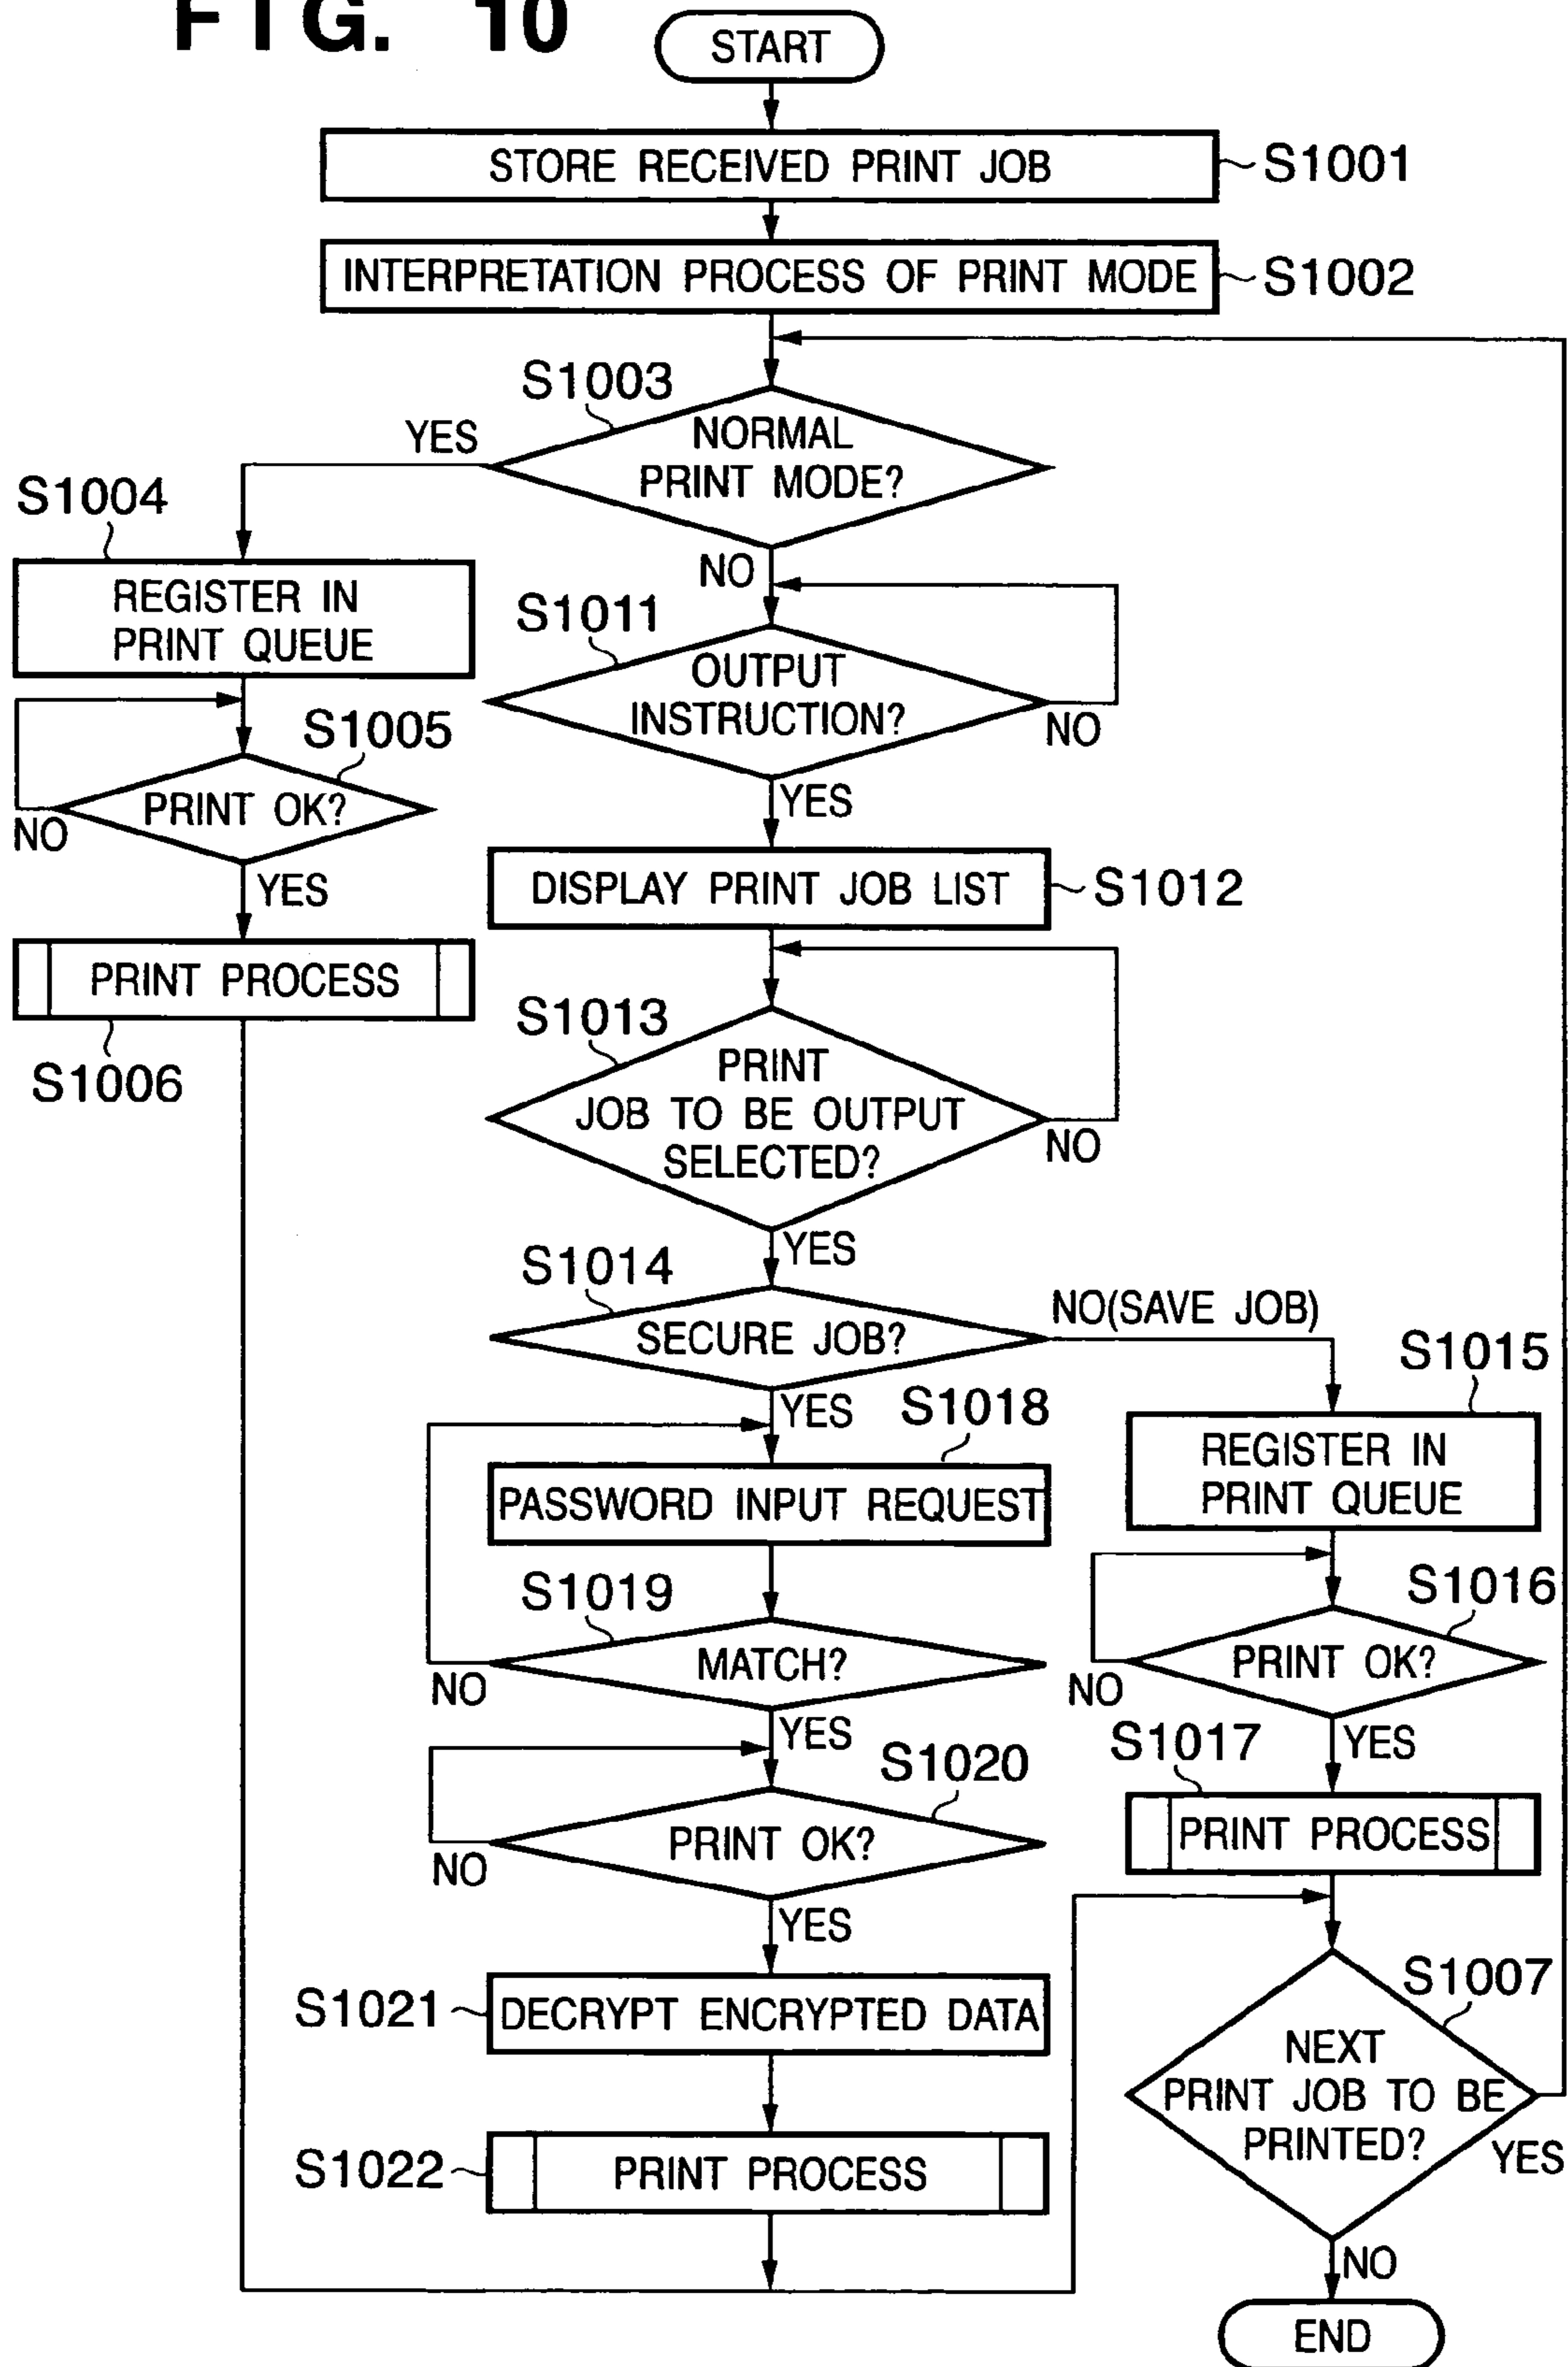 FIG. 10
START
STORE RECEIVED PRINT JOB
S1001
INTERPRETATION PROCESS OF PRINT MODE
S1002
S1003
YES
NORMAL
PRINT MODE?
S1004
NO
REGISTER IN
PRINT QUEUE
S1011
OUTPUT
INSTRUCTION?
NO
S1005
PRINT OK?
NO
YES
YES
DISPLAY PRINT JOB LIST
S1012
PRINT PROCESS
S1006
S1013
PRINT
JOB TO BE OUTPUT
SELECTED?
NO
YES
S1014
SECURE JOB?
NO(SAVE JOB)
S1015
YES
S1018
REGISTER IN
PRINT QUEUE
PASSWORD INPUT REQUEST
S1019
MATCH?
NO
S1016
PRINT OK?
NO
YES
S1020
S1017
YES
PRINT OK?
NO
PRINT PROCESS
YES
S1021
DECRYPT ENCRYPTED DATA
S1007
NEXT
PRINT JOB TO BE
PRINTED?
YES
S1022
PRINT PROCESS
NO
END